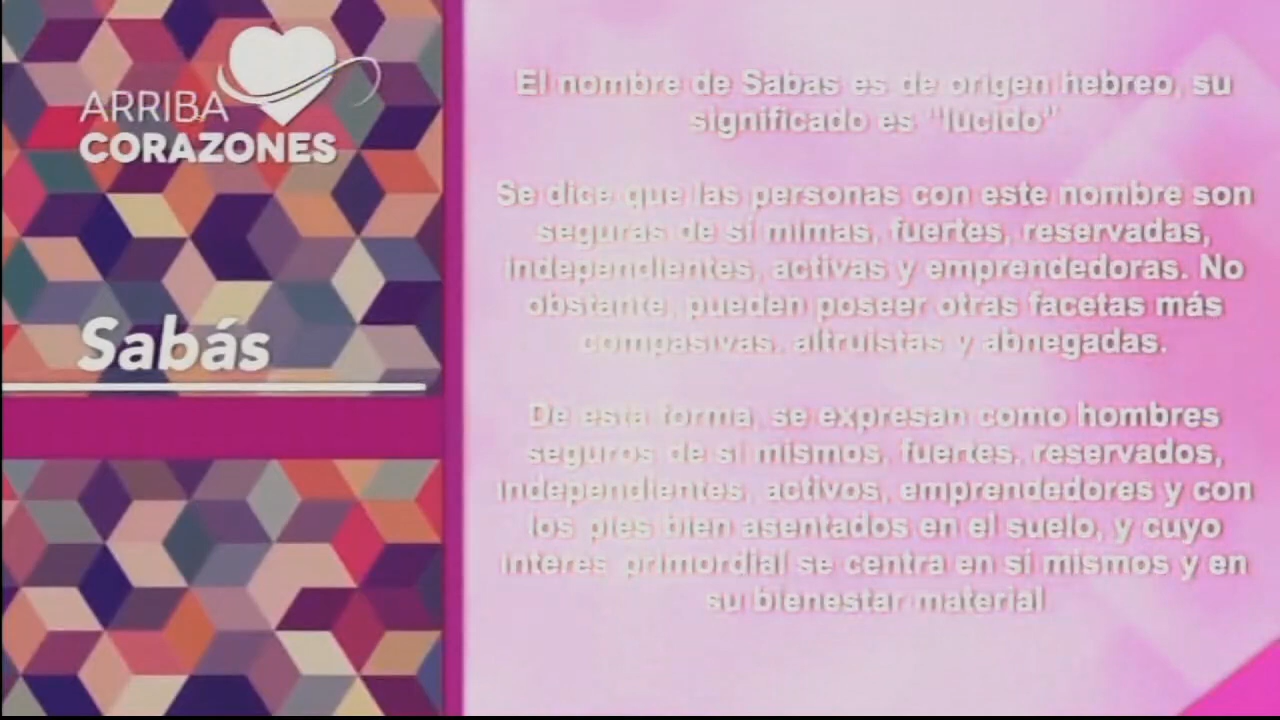 ARRIBA
CORAZONES
Sabás
El nombre de Sabas es de origen hebreo, su
significado es "lucido"
Se dice que las personas con este nombre son
seguras de sí mimas, fuertes, reservadas,
independientes, activas y emprendedoras. No
obstante, pueden poseer otras facetas más
compasivas, altruistas y abnegadas.
De esta forma, se expresan como hombres
seguros de sí mismos, fuertes, reservados,
independientes, activos, emprendedores y con
los pies bien asentados en el suelo, y cuyo
interes primordial se centra en sí mismos y en
su bienestar material